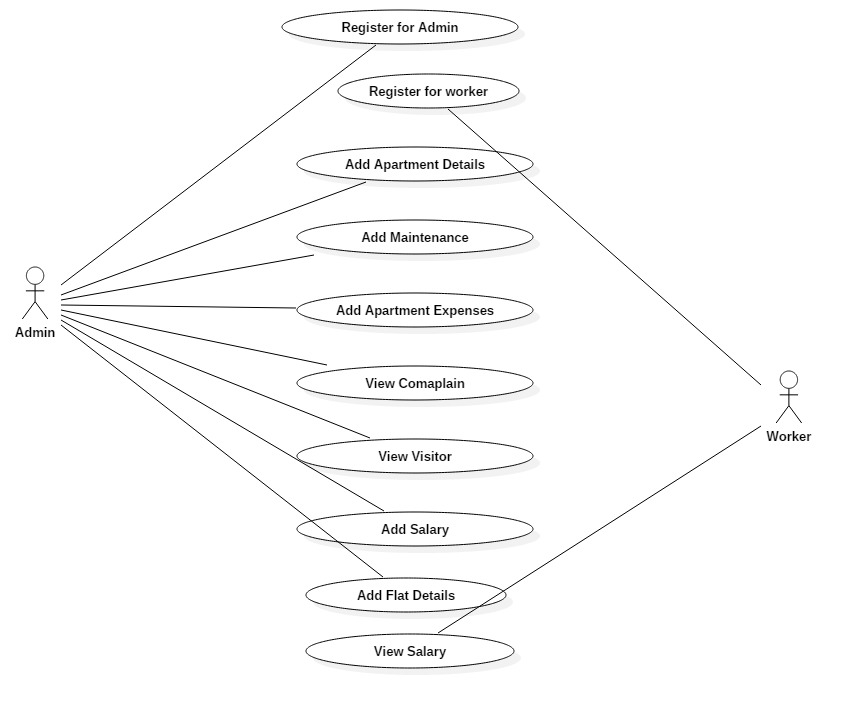 Register for Admin
Register for worker
Add Apartment Details
Add Maintenance
Add Apartment Expenses
Admin
View Comaplain
Worker
View Visitor
Add Salary
Add Flat Details
View Salary